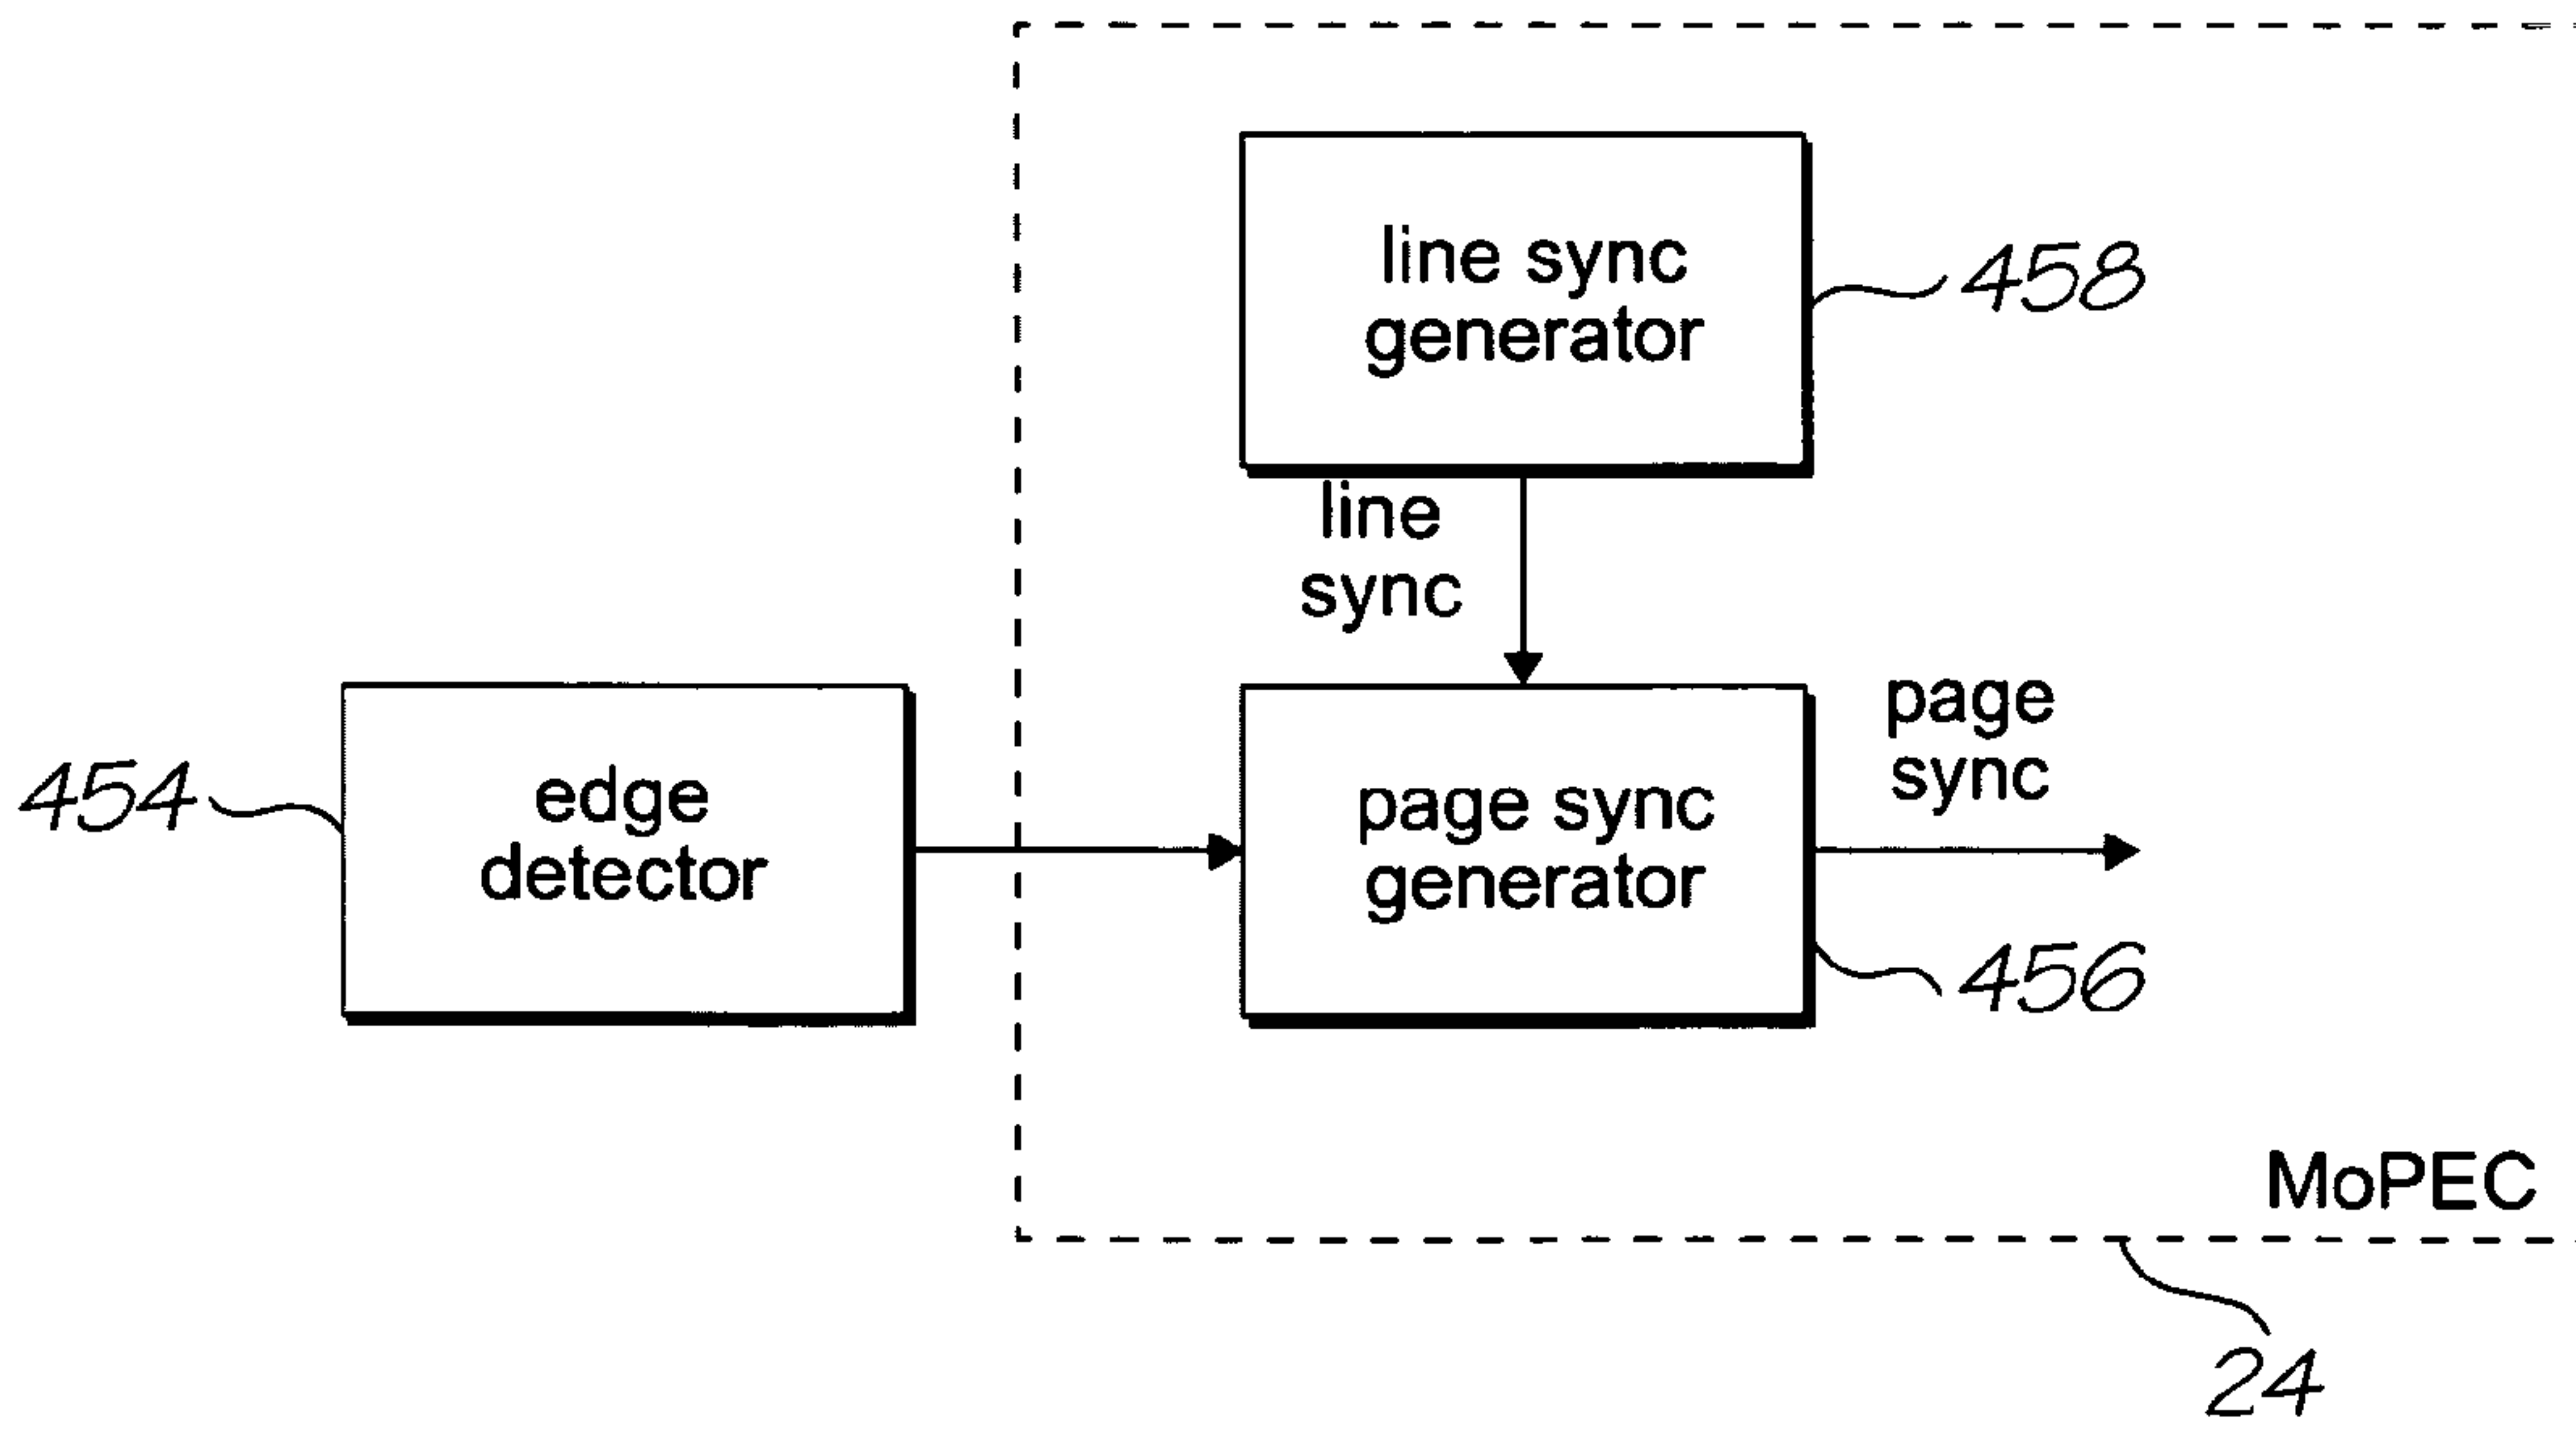 line sync
generator
458
line
sync
454
edge
detector
page sync
generator
page
sync
456
MoPEC
24